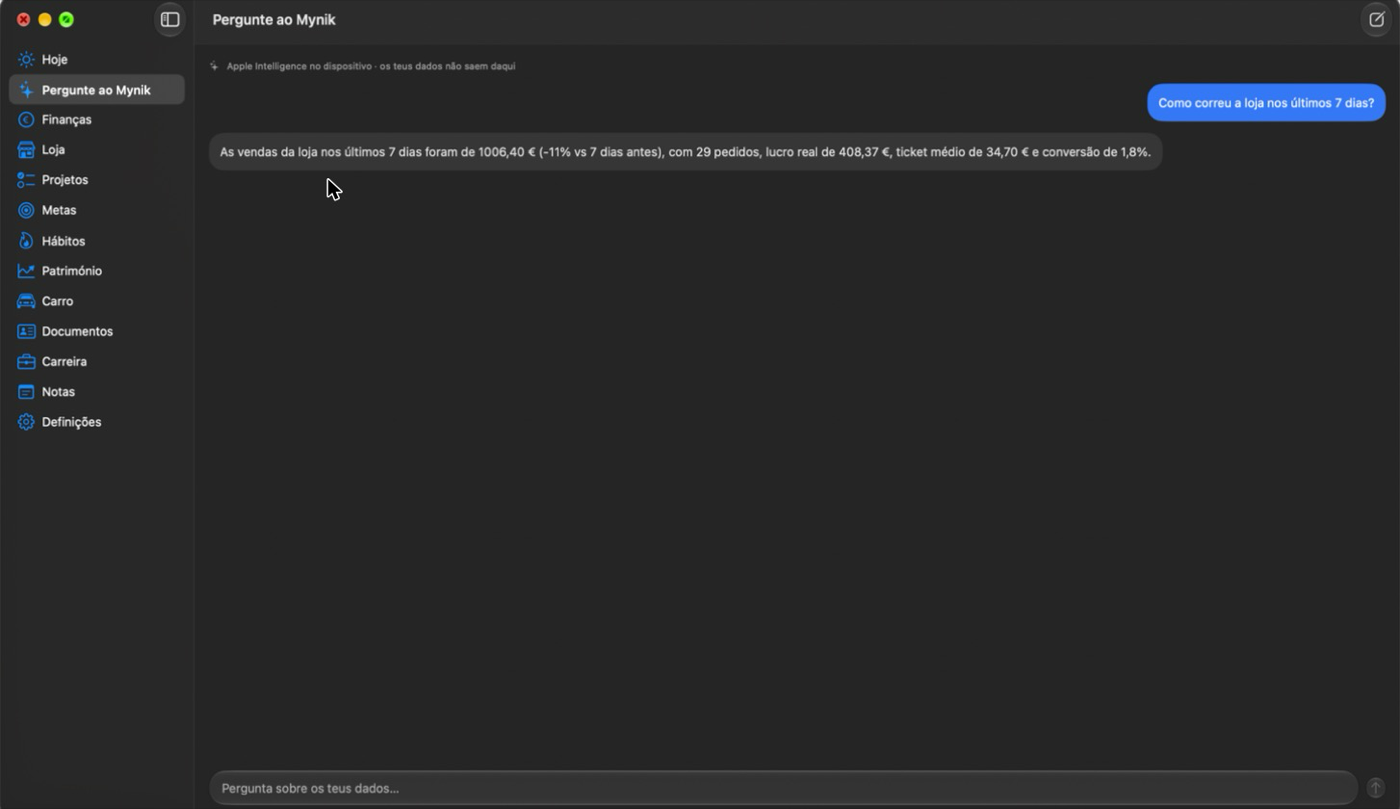 Pergunte ao Mynik
Hoje
Pergunte ao Mynik
Finanças
Loja
Projetos
Metas
Hábitos
Património
Carro
Documentos
Carreira
Notas
Definições
Apple Intelligence no dispositivo · os teus dados não saem daqui
Como correu a loja nos últimos 7 dias?
As vendas da loja nos últimos 7 dias foram de 1006,40 € (-11% vs 7 dias antes), com 29 pedidos, lucro real de 408,37 €, ticket médio de 34,70 € e conversão de 1,8%.
Pergunta sobre os teus dados...